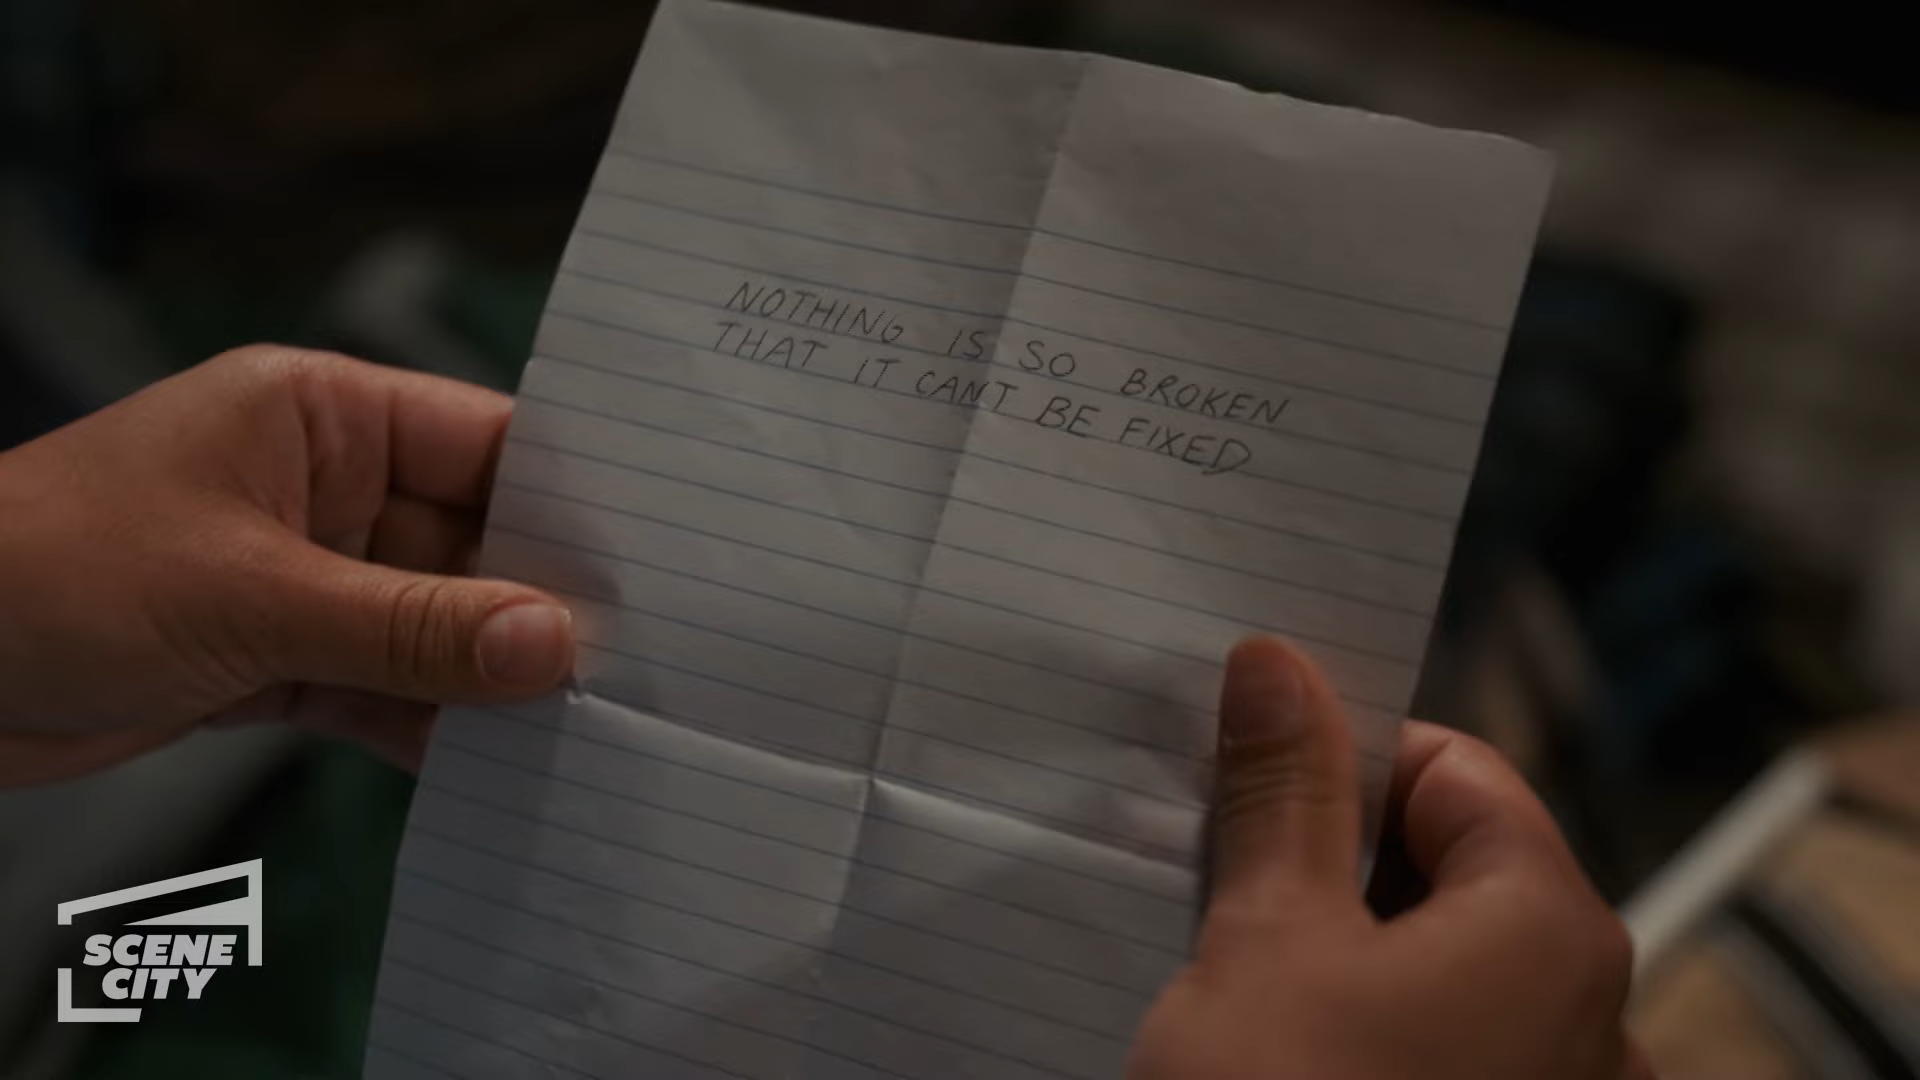 NOTHING IS SO BROKEN
THAT IT CANT BE FIXED
SCENE
CITY